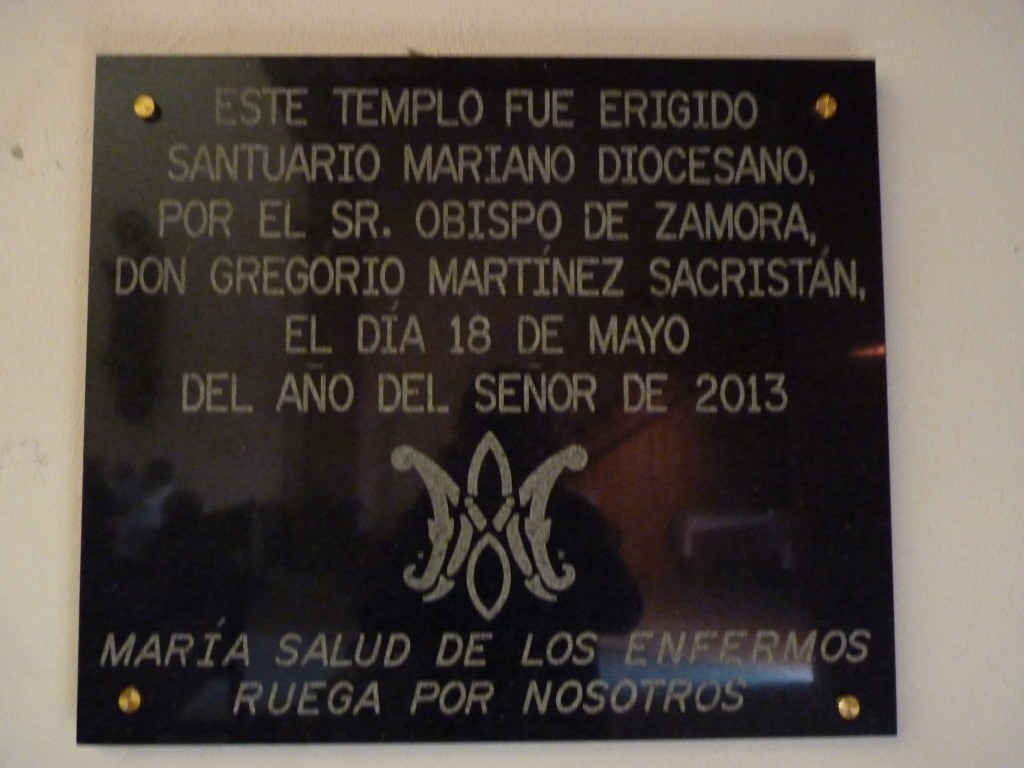 ESTE TEMPLO FUE ERIGIDO
SANTUARIO MARIANO DIOCESANO,
POR EL SR. OBISPO DE ZAMORA,
DON GREGORIO MARTÍNEZ SACRISTÁN,
EL DÍA 18 DE MAYO
DEL AÑO DEL SEÑOR DE 2013
MARÍA SALUD DE LOS ENFERMOS
RUEGA POR NOSOTROS